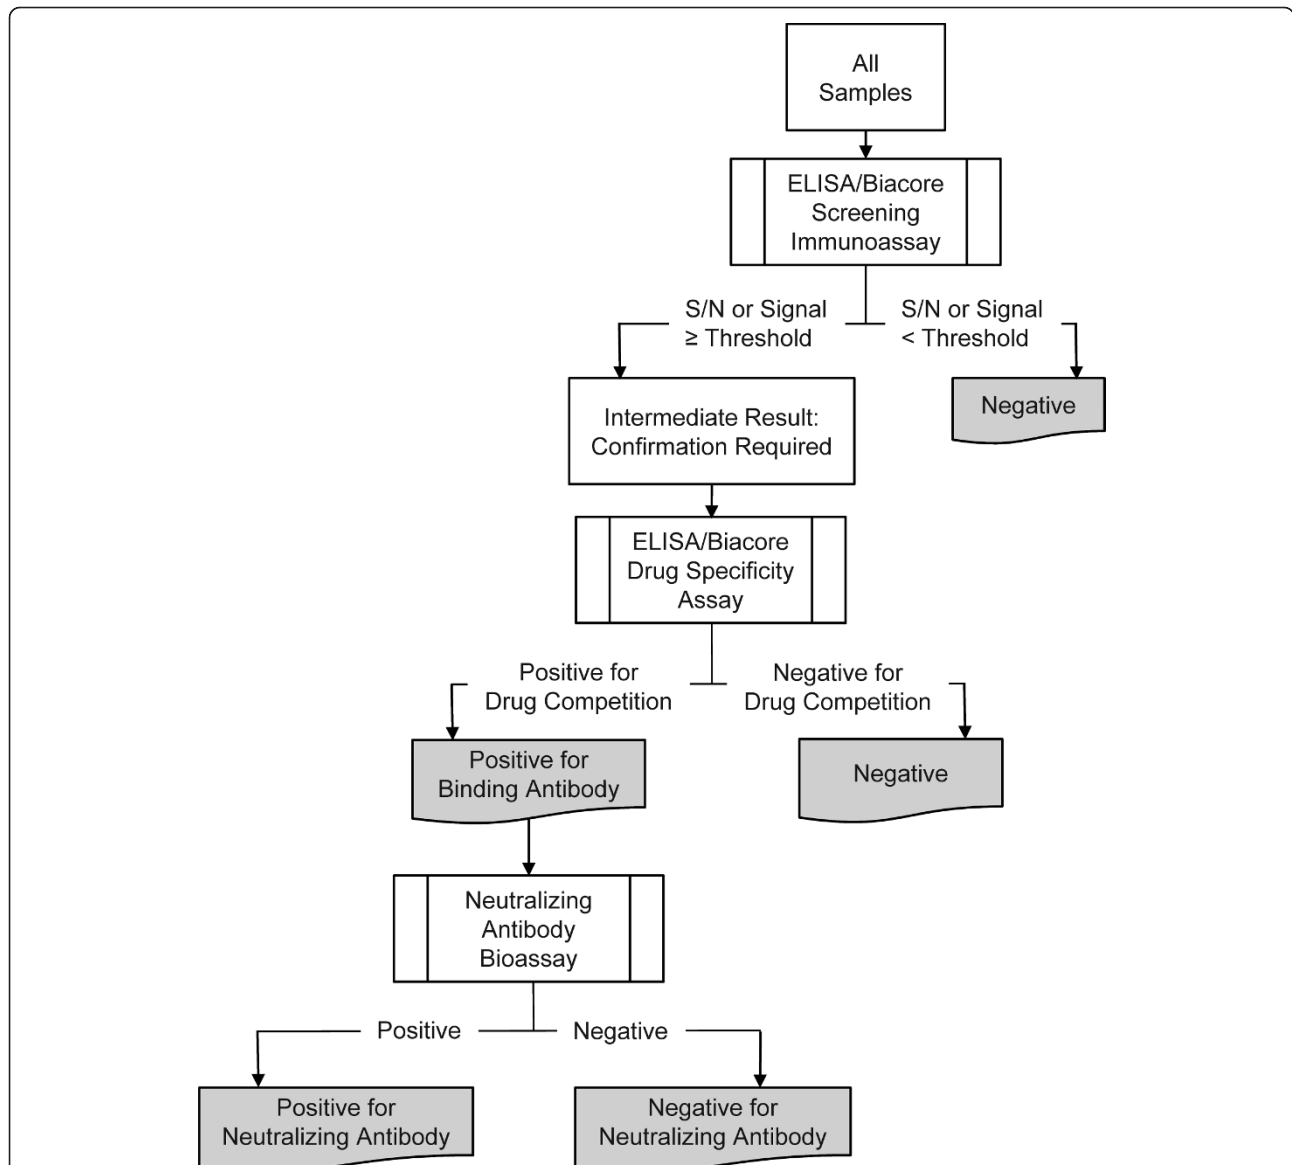 All
Samples
ELISA/Biacore
Screening
Immunoassay
S/N or Signal
≥ Threshold
S/N or Signal
< Threshold
Intermediate Result:
Confirmation Required
Negative
ELISA/Biacore
Drug Specificity
Assay
Positive for
Drug Competition
Negative for
Drug Competition
Positive for
Binding Antibody
Negative
Neutralizing
Antibody
Bioassay
Positive
Negative
Positive for
Neutralizing Antibody
Negative for
Neutralizing Antibody